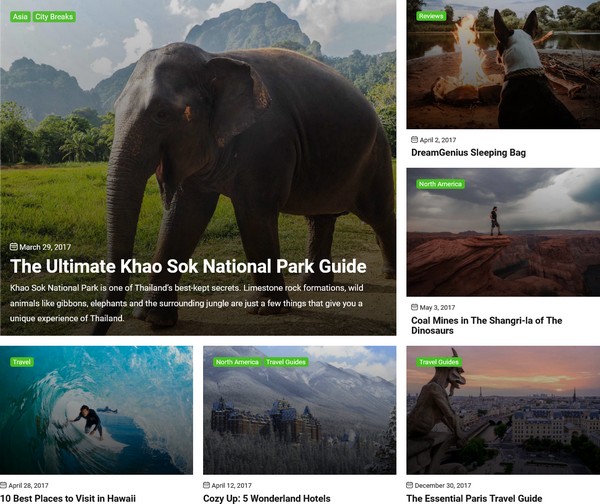 Asia City Breaks
March 29, 2017
The Ultimate Khao Sok National Park Guide
Khao Sok National Park is one of Thailand's best-kept secrets. Limestone rock formations, wild
animals like gibbons, elephants and the surrounding jungle are just a few things that give you a
unique experience of Thailand.
Reviews
April 2, 2017
DreamGenius Sleeping Bag
North America
May 3, 2017
Coal Mines in The Shangri-la of The
Dinosaurs
Travel
April 28, 2017
10 Best Places to Visit in Hawaii
North America Travel Guides
April 12, 2017
Cozy Up: 5 Wonderland Hotels
Travel Guides
December 30, 2017
The Essential Paris Travel Guide